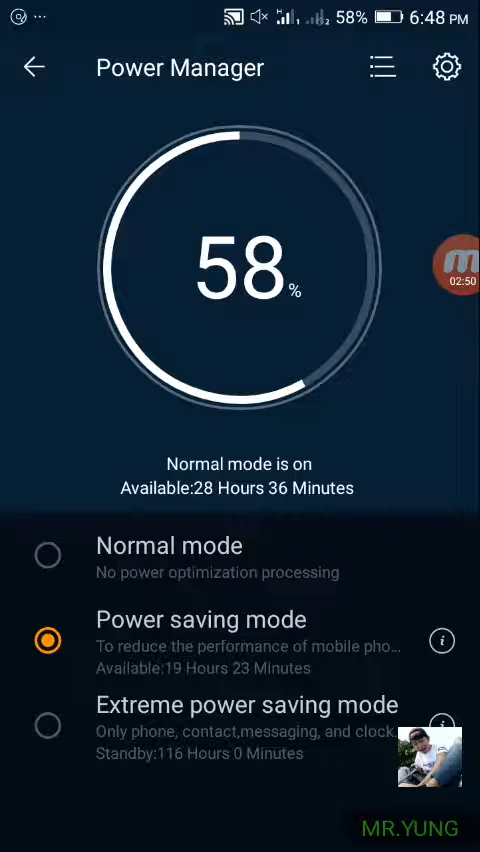 58% 6:48 PM
Power Manager
58%
02:50
Normal mode is on
Available:28 Hours 36 Minutes
Normal mode
No power optimization processing
Power saving mode
To reduce the performance of mobile pho...
Available:19 Hours 23 Minutes
Extreme power saving mode
Only phone, contact,messaging, and clock
Standby:116 Hours 0 Minutes
MR.YUNG